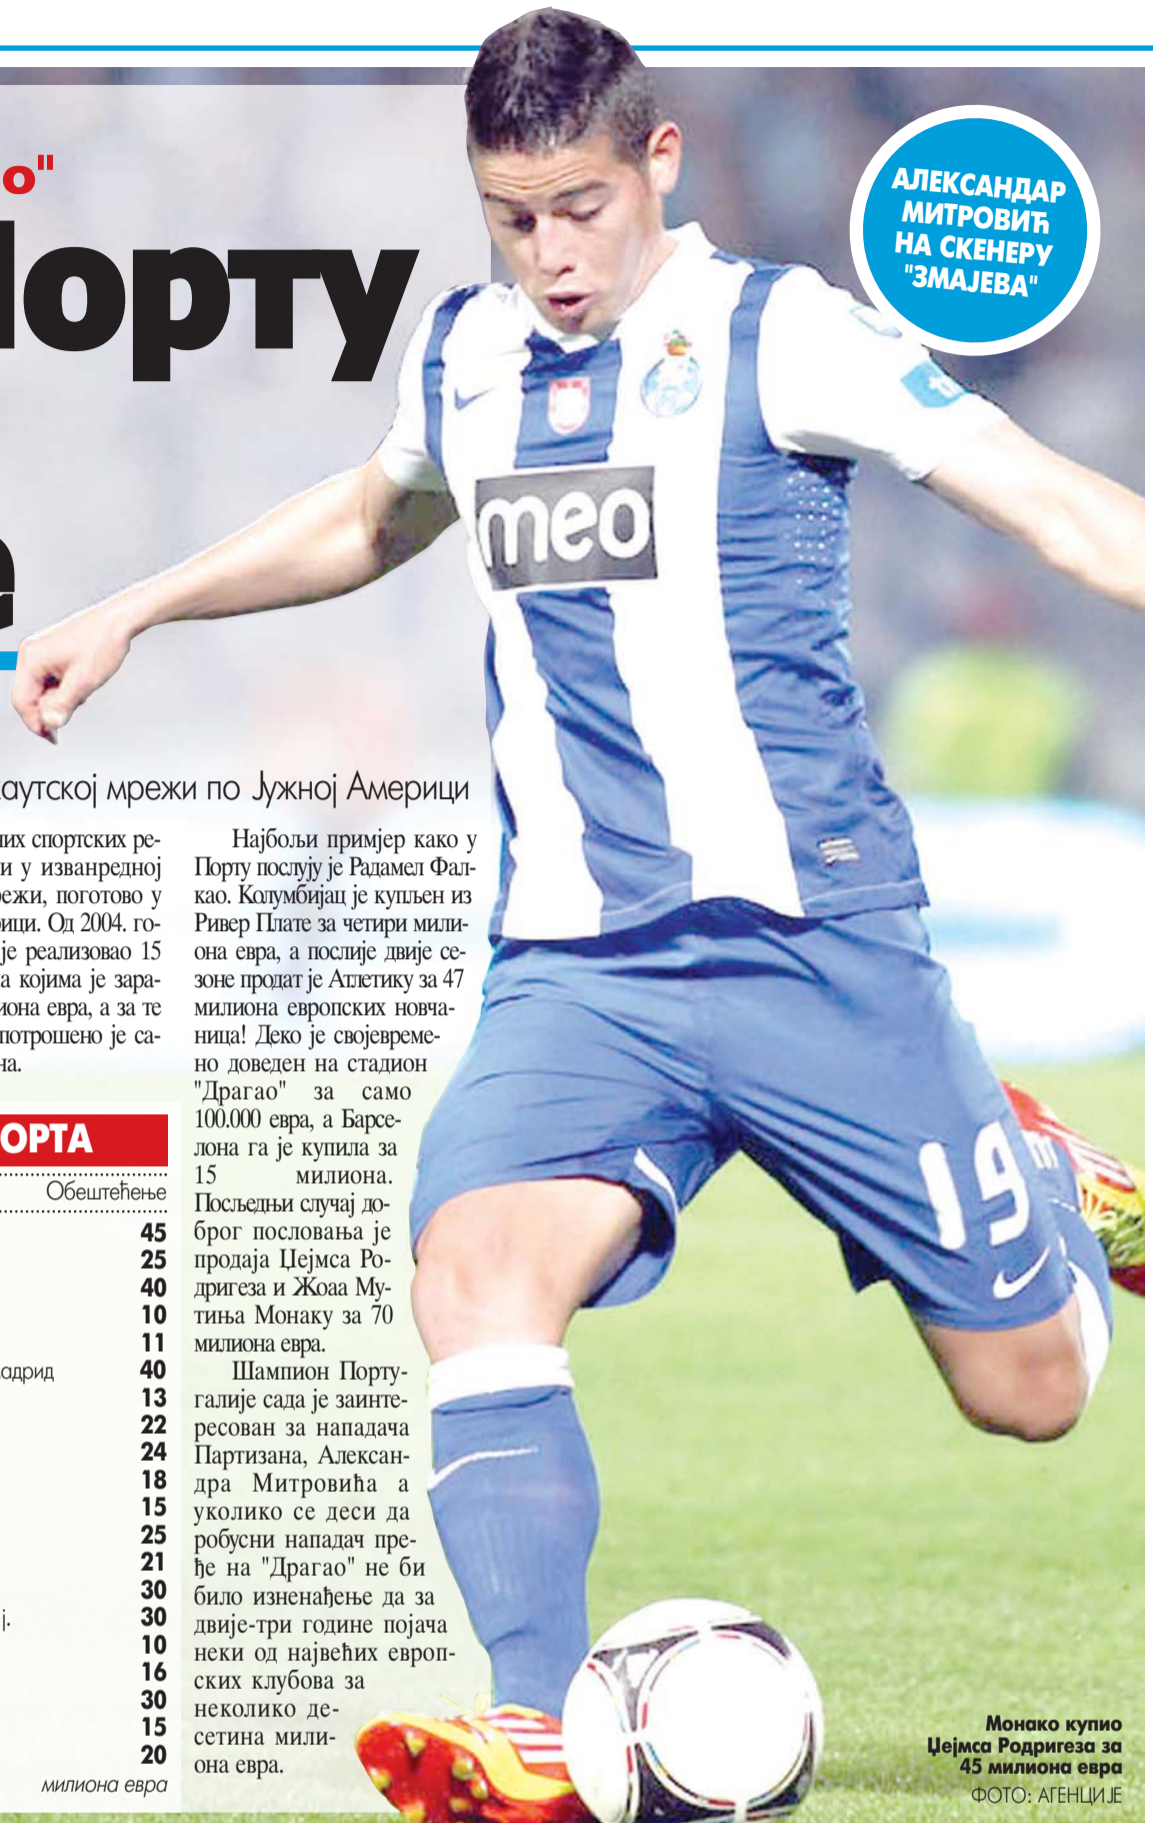 о"
Порту
е
каутској мрежи по Јужној Америци
них спортских ре-
и у изванредној
режи, поготово у
рици. Од 2004. го-
је реализовао 15
а којима је зара-
иона евра, а за те
потрошено је са-
на.
ОРТА
Обештећење
45
25
40
10
11
адрид 40
13
22
24
18
15
25
21
30
ј. 30
10
16
30
15
20
милиона евра
Најбољи примјер како у
Порту послују је Радамел Фал-
као. Колумбијац је купљен из
Ривер Плате за четири мили-
она евра, а послије двије се-
зоне продат је Атлетику за 47
милиона европских новча-
ница! Деко је својевреме-
но доведен на стадион
"Драгао" за само
100.000 евра, а Барсе-
лона га је купила за
15 милиона.
Посљедњи случај до-
брог пословања је
продаја Џејмса Ро-
дригеза и Жоаа Му-
тиња Монаку за 70
милиона евра.
Шампион Порту-
галије сада је заинте-
ресован за нападача
Партизана, Алексан-
дра Митровића а
уколико се деси да
робусни нападач пре-
ђе на "Драгао" не би
било изненађење да за
двије-три године појача
неки од највећих европ-
ских клубова за
неколико де-
сетина мили-
она евра.
АЛЕКСАНДАР
МИТРОВИЋ
НА СКЕНЕРУ
"ЗМАЈЕВА"
meo
19
m
Монако купио
Џејмса Родригеза за
45 милиона евра
ФОТО: АГЕНЦИЈЕ